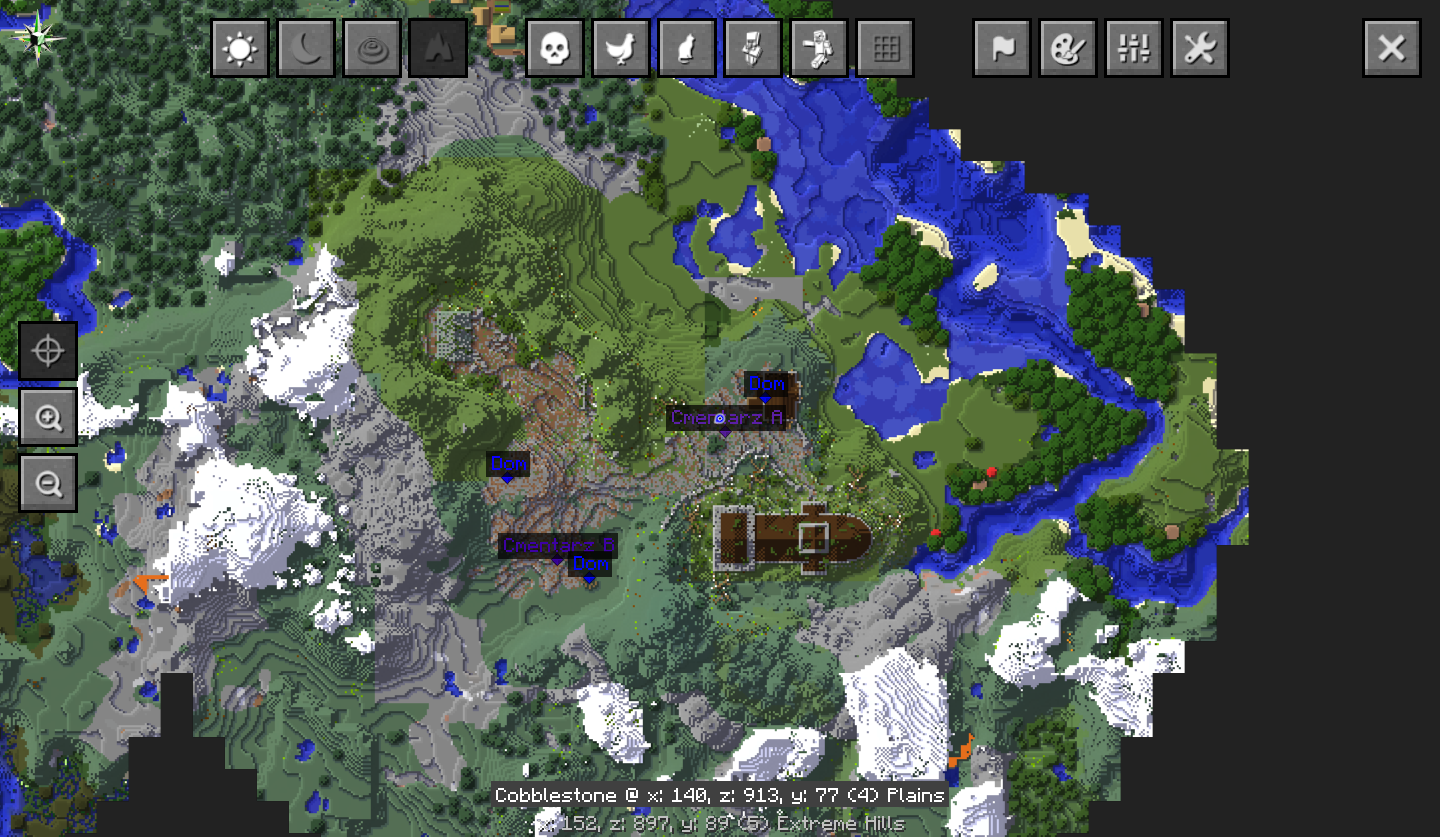 Dom
Cmentarz A
Dom
Cmentarz B
Dom
Cobblestone @ x: 140, z: 913, y: 77 (4) Plains
x: 152, z: 897, y: 89 (5) Extreme Hills